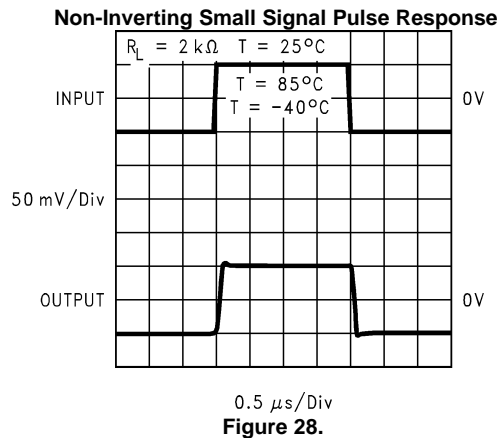 Non-Inverting Small Signal Pulse Response
R_L = 2 kΩ T = 25°C
T = 85°C
T = -40°C
INPUT 0V
50 mV/Div
OUTPUT 0V
0.5 μs/Div
Figure 28.